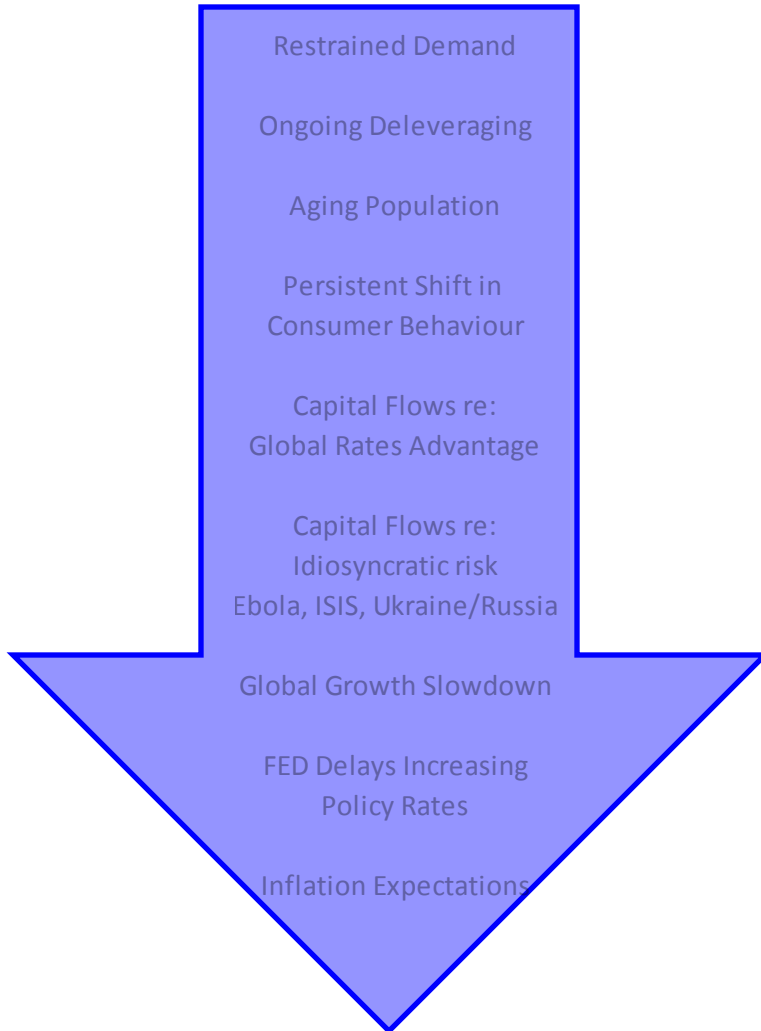 Restrained Demand
Ongoing Deleveraging
Aging Population
Persistent Shift in
Consumer Behaviour
Capital Flows re:
Global Rates Advantage
Capital Flows re:
Idiosyncratic risk
Ebola, ISIS, Ukraine/Russia
Global Growth Slowdown
FED Delays Increasing
Policy Rates
Inflation Expectations